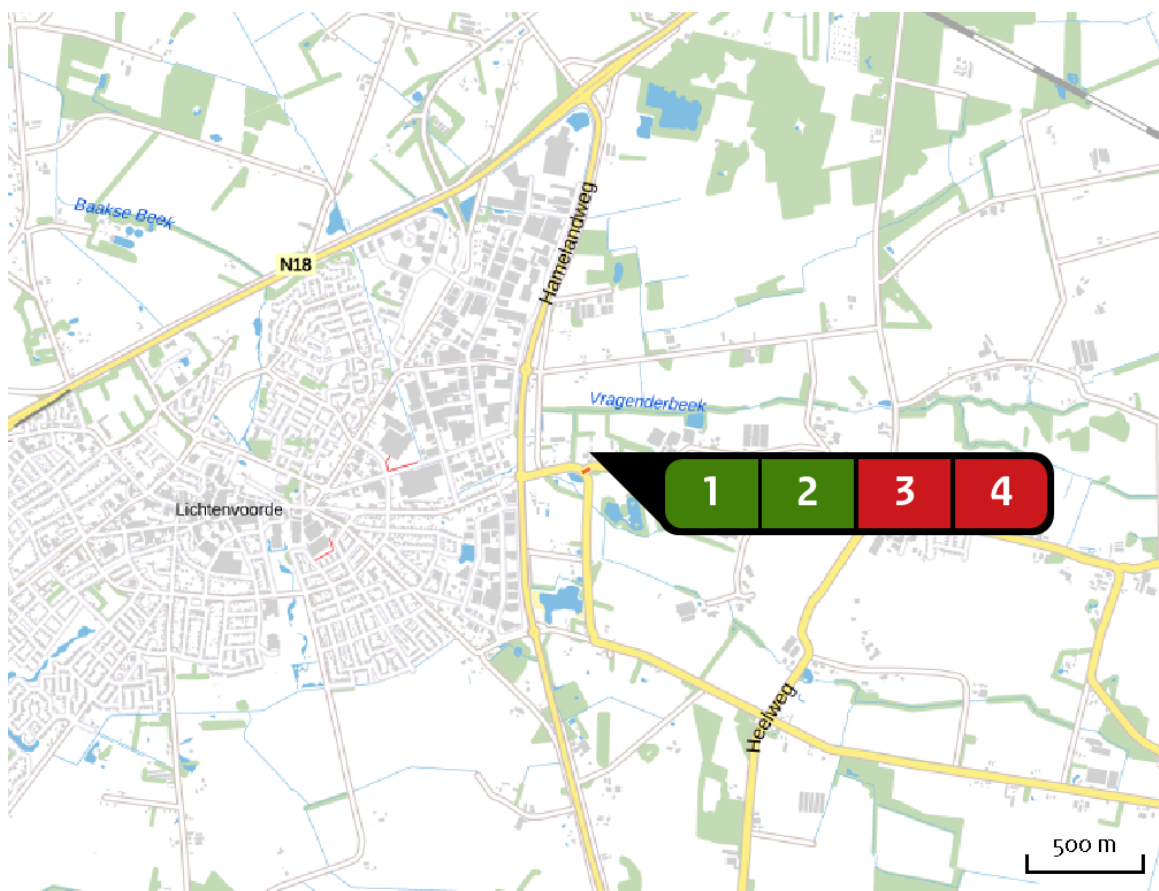 Baakse Beek
N18
Hamelandweg
Vragenderbeek
1 2 3 4
Lichtenvoorde
Heelweg
500 m